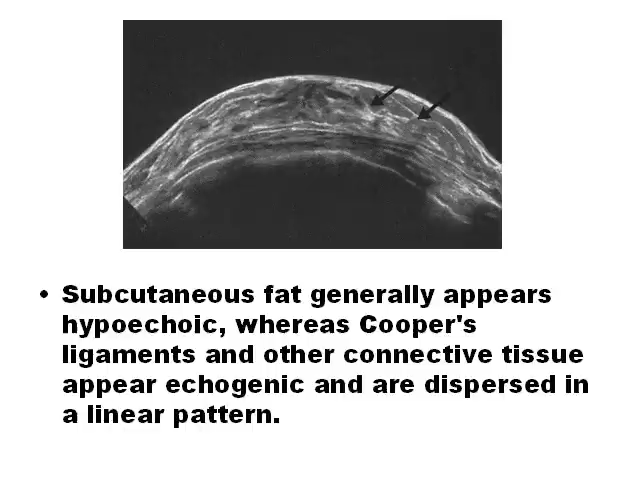 • Subcutaneous fat generally appears
hypoechoic, whereas Cooper's
ligaments and other connective tissue
appear echogenic and are dispersed in
a linear pattern.